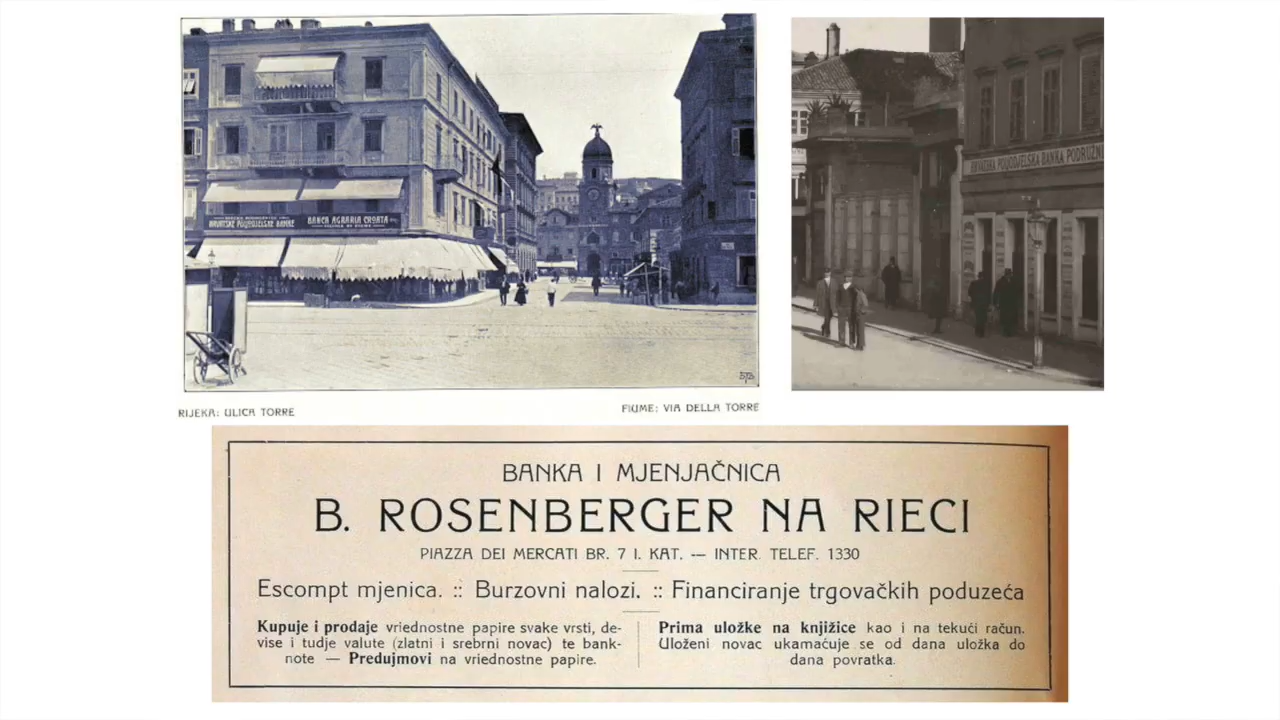 HRVATSKE POLJODJELSKE BANKE
BANCA AGRARIA CROATA
RIJEKA: ULICA TORRE
FIUME: VIA DELLA TORRE
HRVATSKA POLJODJELSKA BANKA PODRUŽNI
BANKA I MJENJAČNICA
B. ROSENBERGER NA RIECI
PIAZZA DEI MERCATI BR. 7 I. KAT. — INTER. TELEF. 1330
Escompt mjenica. :: Burzovni nalozi. :: Financiranje trgovačkih poduzeća
Kupuje i prodaje vriednostne papire svake vrsti, de-
vise i tudje valute (zlatni i srebrni novac) te bank-
note — Predujmovi na vriednostne papire.
Prima uložke na knjižice kao i na tekući račun.
Uloženi novac ukamaćuje se od dana uložka do
dana povratka.